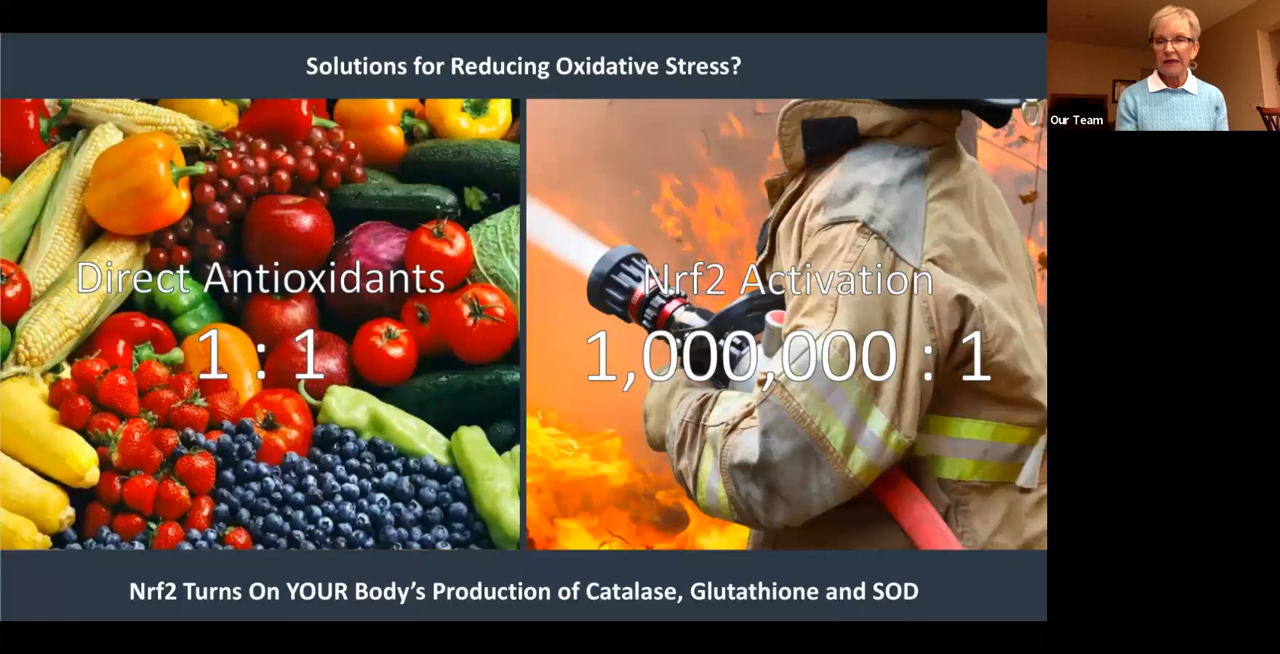 Solutions for Reducing Oxidative Stress?
Direct Antioxidants
1 : 1
Nrf2 Activation
1,000,000 : 1
Nrf2 Turns On YOUR Body’s Production of Catalase, Glutathione and SOD
Our Team